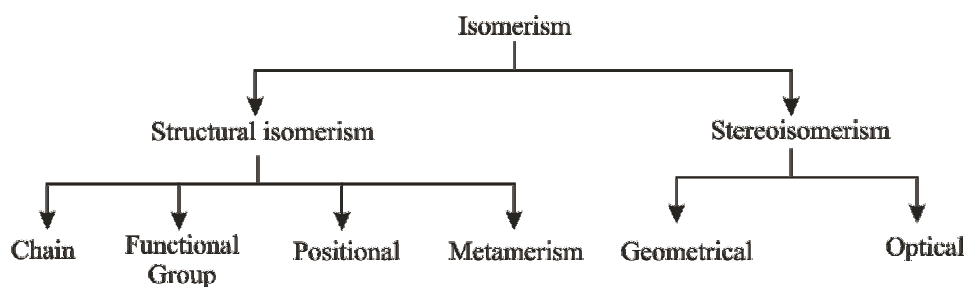 Isomerism
Structural isomerism
Stereoisomerism
Chain
Functional
Group
Positional
Metamerism
Geometrical
Optical